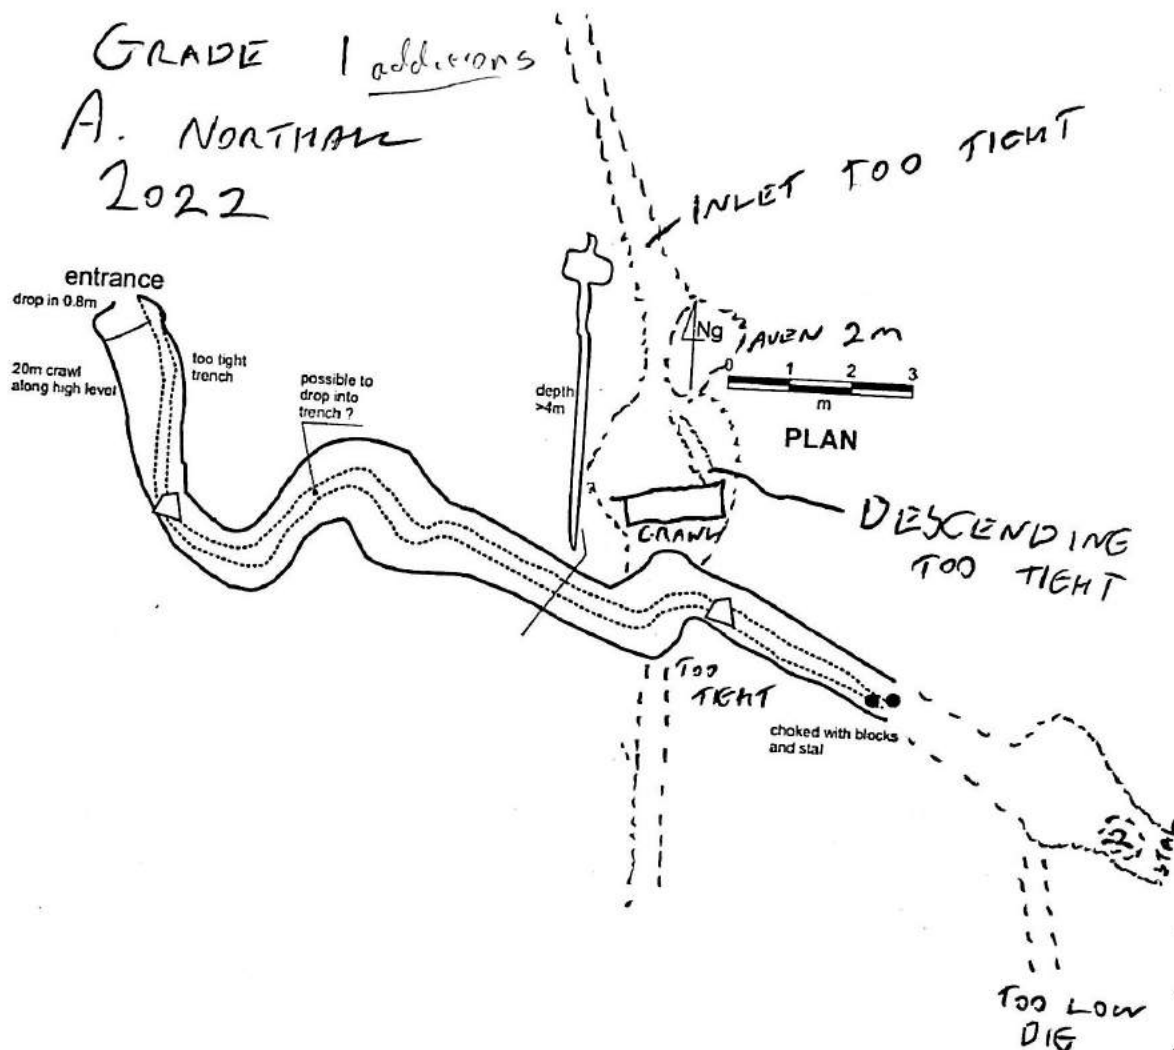 GRADE 1 additions
A. NORTHALL
2022
INLET TOO TIGHT
entrance
drop in 0.8m
20m crawl
along high level
too tight
trench
possible to
drop into
trench ?
depth
>4m
Ng
AVEN 2m
0 1 2 3
m
PLAN
?
CRAWL
DESCENDING
TOO TIGHT
TOO
TIGHT
choked with blocks
and stal
2
STAL
TOO LOW
DIG